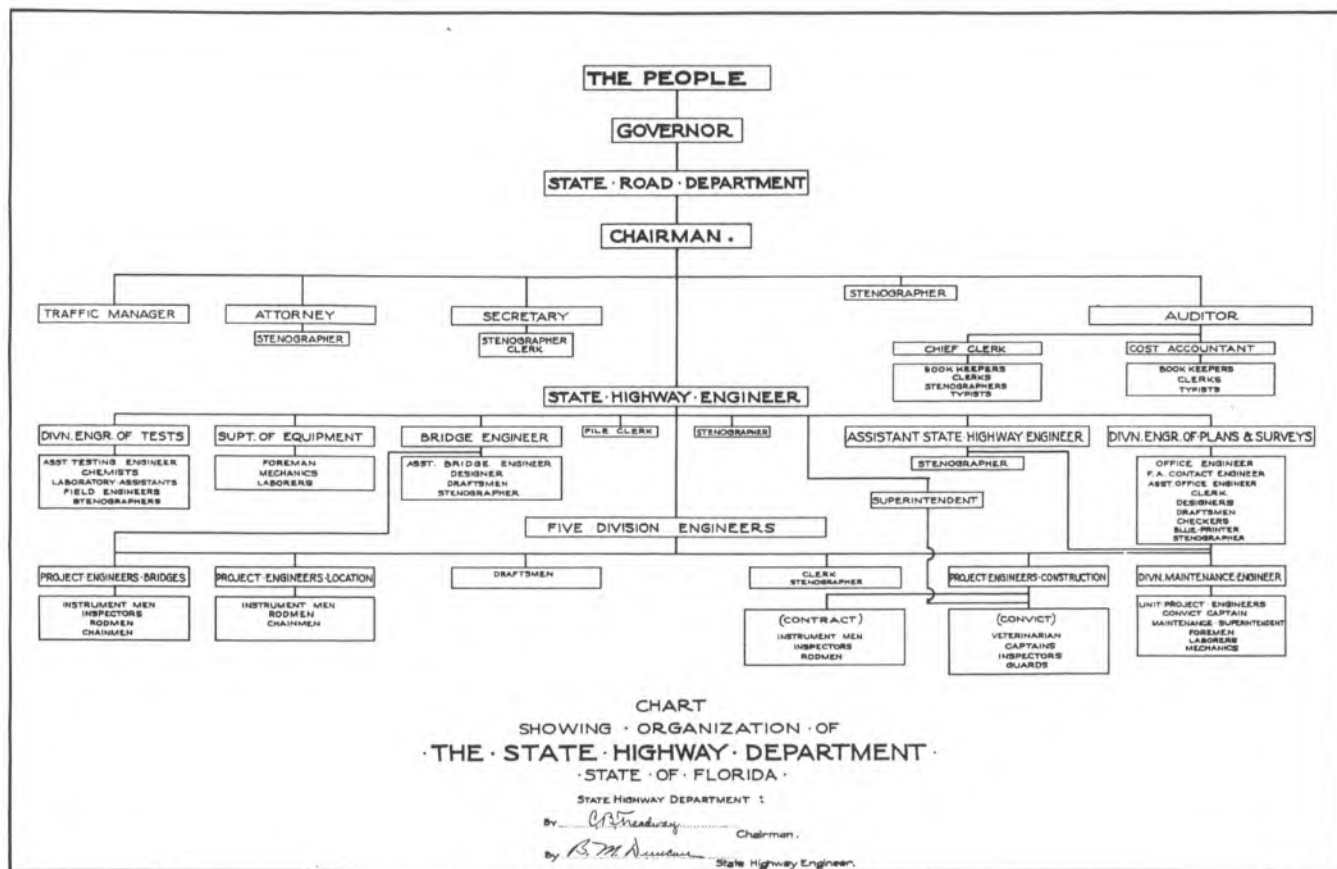 THE PEOPLE
GOVERNOR
STATE · ROAD · DEPARTMENT
CHAIRMAN .
STENOGRAPHER
TRAFFIC MANAGER
ATTORNEY
STENOGRAPHER
SECRETARY
STENOGRAPHER
CLERK
AUDITOR
CHIEF CLERK
BOOK KEEPERS
CLERKS
STENOGRAPHERS
TYPISTS
COST ACCOUNTANT
BOOK KEEPERS
CLERKS
TYPISTS
STATE · HIGHWAY · ENGINEER
DIVN. ENGR. OF TESTS
ASST TESTING ENGINEER
CHEMISTS
LABORATORY ASSISTANTS
FIELD ENGINEERS
STENOGRAPHERS
SUPT. OF EQUIPMENT
FOREMAN
MECHANICS
LABORERS
BRIDGE ENGINEER
ASST. BRIDGE ENGINEER
DESIGNER
DRAFTSMEN
STENOGRAPHER
FILE CLERK
STENOGRAPHER
ASSISTANT STATE HIGHWAY ENGINEER
STENOGRAPHER
SUPERINTENDENT
DIVN. ENGR. OF PLANS & SURVEYS
OFFICE ENGINEER
F.A. CONTACT ENGINEER
ASST. OFFICE ENGINEER
CLERK
DESIGNERS
DRAFTSMEN
CHECKERS
BLUE-PRINTER
STENOGRAPHER
FIVE DIVISION ENGINEERS
PROJECT ENGINEERS · BRIDGES
INSTRUMENT MEN
INSPECTORS
RODMEN
CHAINMEN
PROJECT · ENGINEERS · LOCATION
INSTRUMENT MEN
RODMEN
CHAINMEN
DRAFTSMEN
CLERK
STENOGRAPHER
PROJECT ENGINEERS · CONSTRUCTION
(CONTRACT)
INSTRUMENT MEN
INSPECTORS
RODMEN
(CONVICT)
VETERINARIAN
CAPTAINS
INSPECTORS
GUARDS
DIVN. MAINTENANCE · ENGINEER
UNIT PROJECT ENGINEERS
CONVICT CAPTAIN
MAINTENANCE SUPERINTENDENT
FOREMEN
LABORERS
MECHANICS
CHART
SHOWING · ORGANIZATION · OF
· THE · STATE · HIGHWAY · DEPARTMENT ·
· STATE · OF · FLORIDA ·
STATE HIGHWAY DEPARTMENT :
By C.B. Treadway Chairman.
By B. M. Duncan State Highway Engineer.